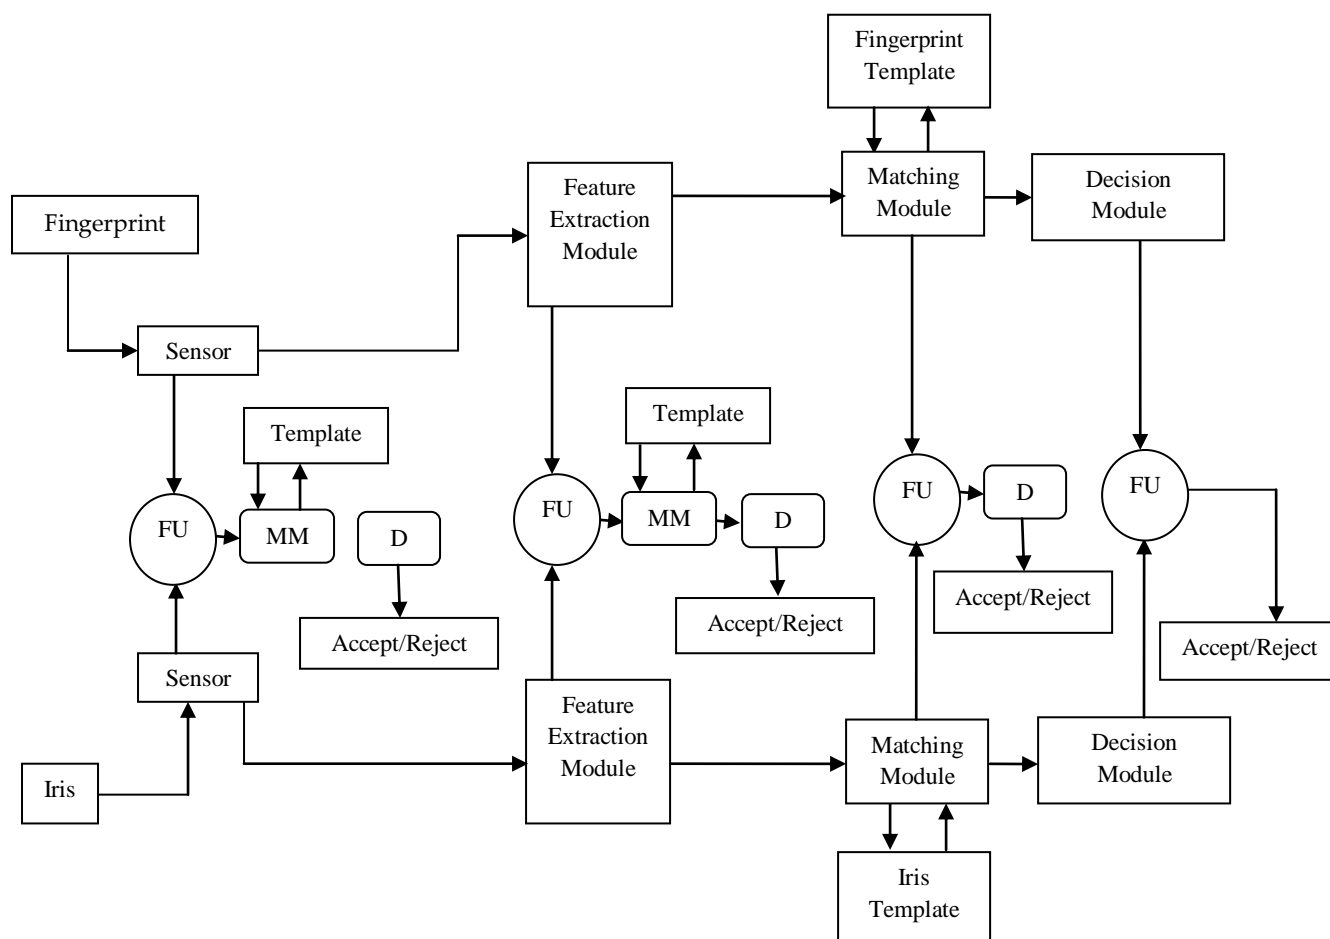 Fingerprint
Template
Matching
Module
Decision
Module
Feature
Extraction
Module
Fingerprint
Sensor
Template
Template
FU
MM
D
FU
MM
D
FU
D
FU
Accept/Reject
Accept/Reject
Accept/Reject
Accept/Reject
Sensor
Feature
Extraction
Module
Matching
Module
Decision
Module
Iris
Iris
Template